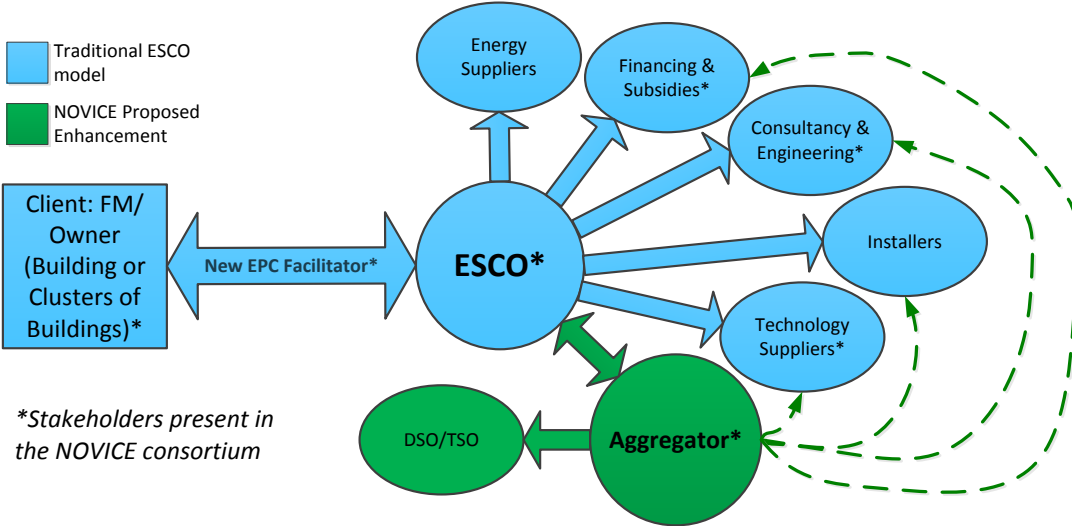 Traditional ESCO
model
NOVICE Proposed
Enhancement
Energy
Suppliers
Financing &
Subsidies*
Consultancy &
Engineering*
Client: FM/
Owner
(Building or
Clusters of
Buildings)*
New EPC Facilitator*
ESCO*
Installers
Technology
Suppliers*
*Stakeholders present in
the NOVICE consortium
DSO/TSO
Aggregator*